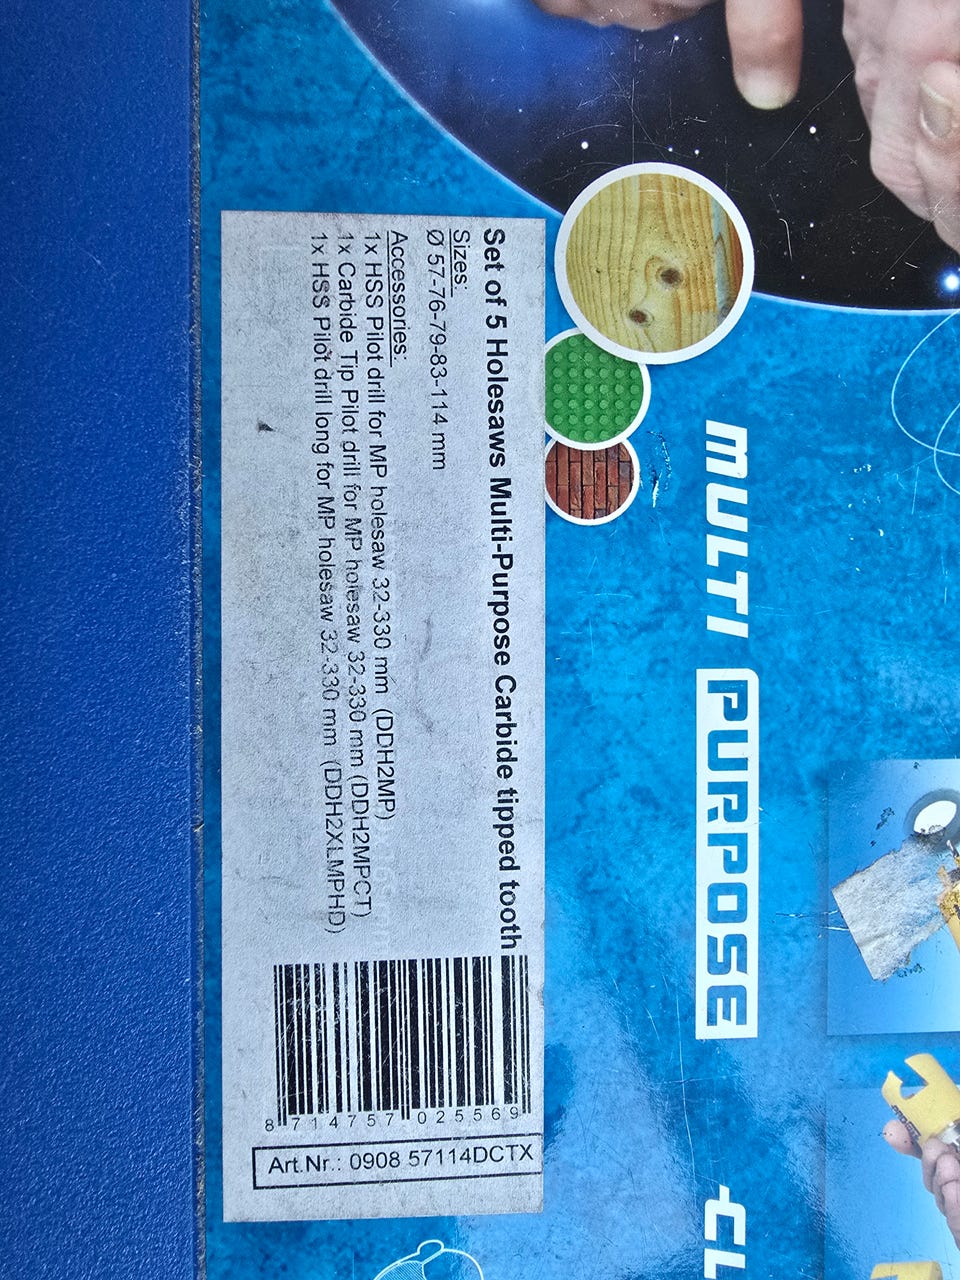 MULTI PURPOSE -CL
Set of 5 Holesaws Multi-Purpose Carbide tipped tooth
Sizes:
Ø 57-76-79-83-114 mm
Accessories:
1x HSS Pilot drill for MP holesaw 32-330 mm (DDH2MP)
1x Carbide Tip Pilot drill for MP holesaw 32-330 mm (DDH2MPCT)
1x HSS Pilot drill long for MP holesaw 32-330 mm (DDH2XLMPHD)
8 714757 025569
Art.Nr.: 0908 57114DCTX